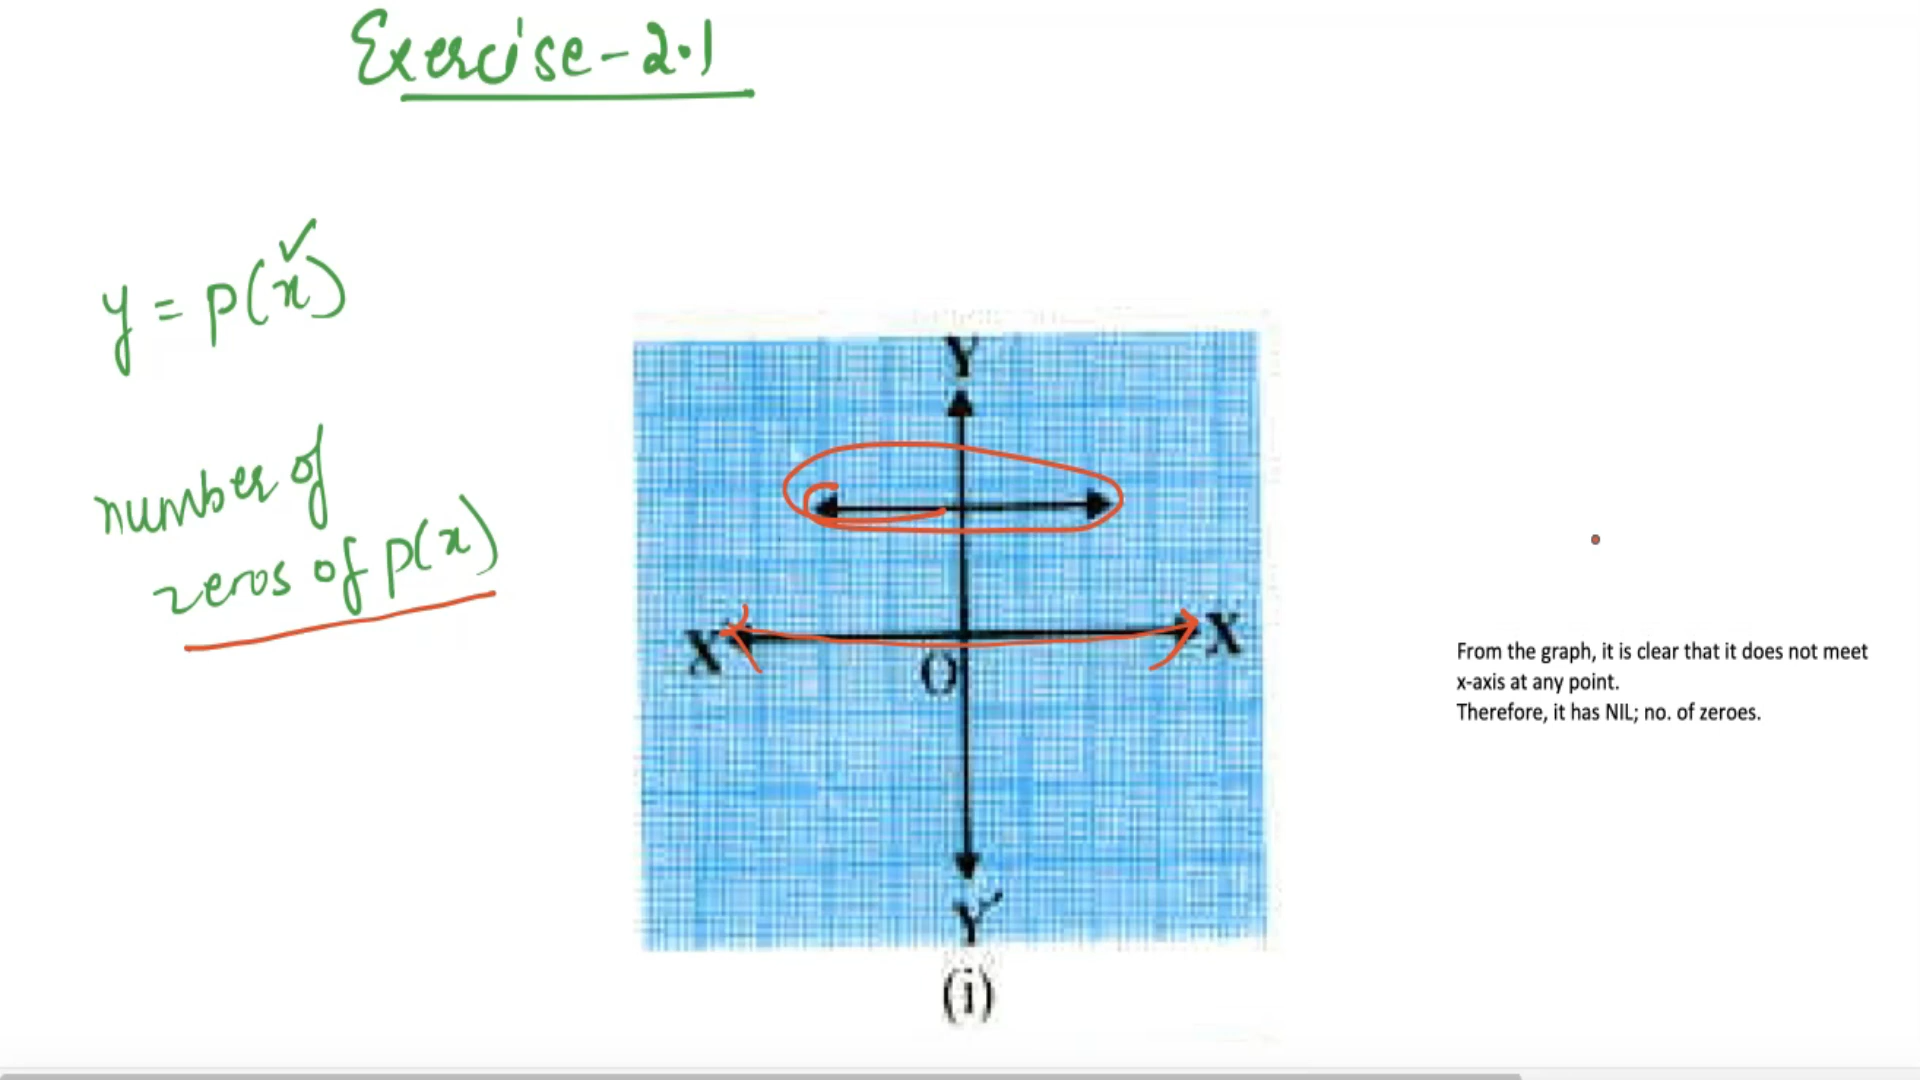 Exercise-2.1
y = p(x)
number of
zeros of p(x)
Y
X' X
O
Y'
(i)
From the graph, it is clear that it does not meet
x-axis at any point.
Therefore, it has NIL; no. of zeroes.